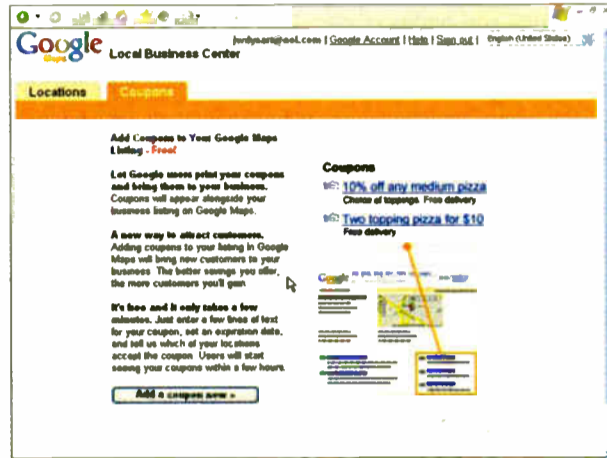 Google Maps
Local Business Center
| Google Account | Help | Sign out |
English (United States)
Locations
Coupons
Add Coupons to Your Google Maps
Listing - Free!
Let Google users print your coupons
and bring them to your business.
Coupons will appear alongside your
business listing on Google Maps.
A new way to attract customers.
Adding coupons to your listing in Google
Maps will bring new customers to your
business. The better savings you offer,
the more customers you'll gain.
It's free and it only takes a few
minutes. Just enter a few lines of text
for your coupon, set an expiration date,
and tell us which of your locations
accept the coupon. Users will start
seeing your coupons within a few hours.
Add a coupon now »
Coupons
10% off any medium pizza
Choice of toppings. Free delivery
Two topping pizza for $10
Free delivery
Google